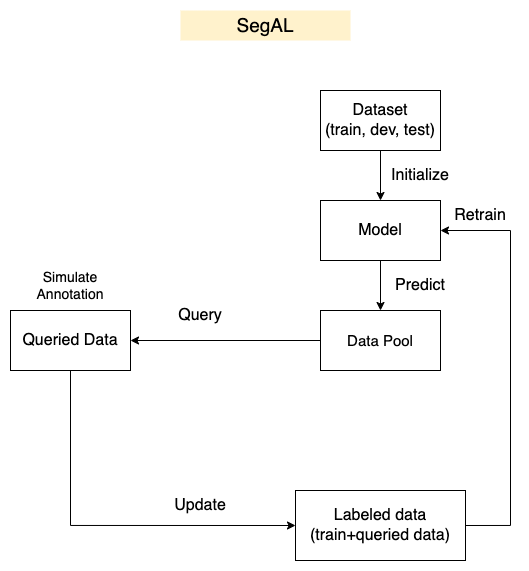 SegAL
Dataset
(train, dev, test)
Initialize
Model
Retrain
Predict
Simulate
Annotation
Query
Queried Data
Data Pool
Update
Labeled data
(train+queried data)